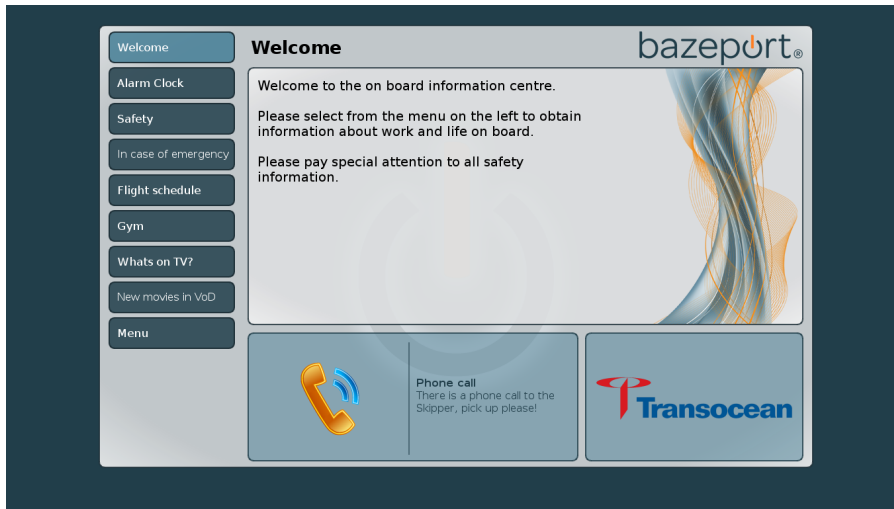 Welcome
Alarm Clock
Safety
In case of emergency
Flight schedule
Gym
Whats on TV?
New movies in VoD
Menu
Welcome
bazeport®
Welcome to the on board information centre.
Please select from the menu on the left to obtain
information about work and life on board.
Please pay special attention to all safety
information.
Phone call
There is a phone call to the
Skipper, pick up please!
Transocean